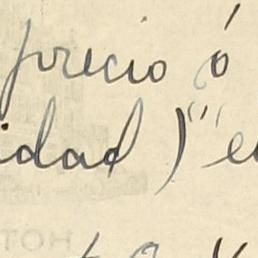 precio ó
idad)" e